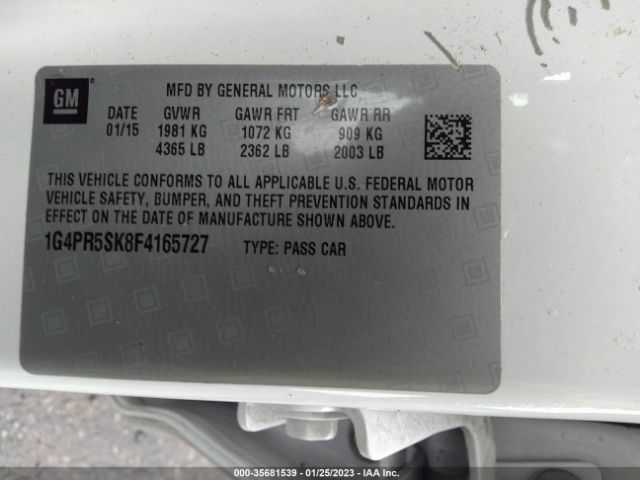 GM
MFD BY GENERAL MOTORS LLC
DATE GVWR GAWR FRT GAWR RR
01/15 1981 KG 1072 KG 909 KG
4365 LB 2362 LB 2003 LB
THIS VEHICLE CONFORMS TO ALL APPLICABLE U.S. FEDERAL MOTOR
VEHICLE SAFETY, BUMPER, AND THEFT PREVENTION STANDARDS IN
EFFECT ON THE DATE OF MANUFACTURE SHOWN ABOVE.
1G4PR5SK8F4165727 TYPE: PASS CAR
000-35681539 - 01/25/2023 - IAA Inc.